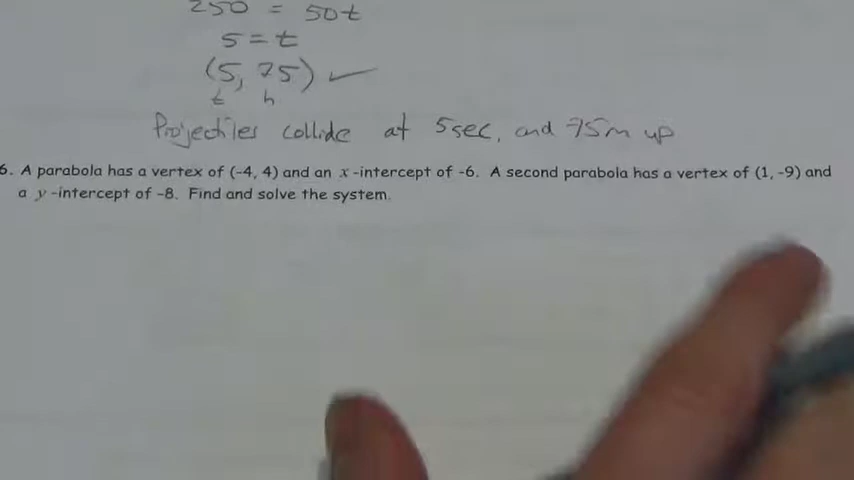 250 = 50t
5 = t
(5, 75) ✓
t h
Projectiles collide at 5sec, and 75m up
6. A parabola has a vertex of (-4, 4) and an x-intercept of -6. A second parabola has a vertex of (1, -9) and
a y-intercept of -8. Find and solve the system.